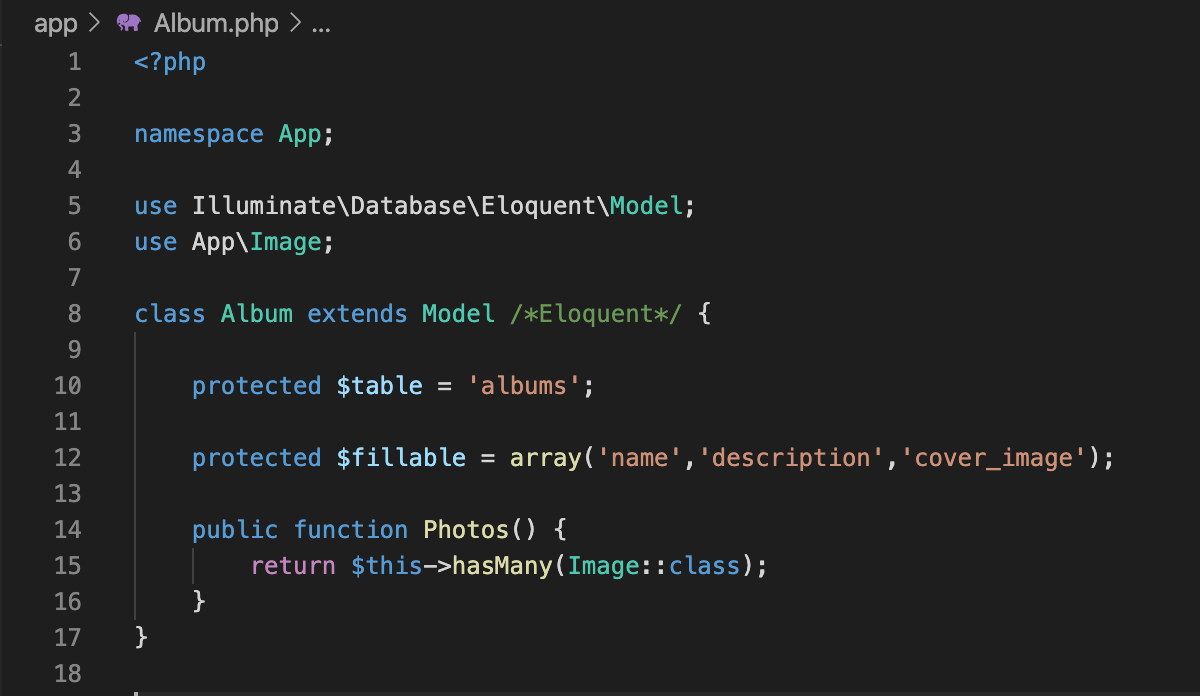 app > Album.php > ...
1 <?php
2
3 namespace App;
4
5 use Illuminate\Database\Eloquent\Model;
6 use App\Image;
7
8 class Album extends Model /*Eloquent*/ {
9
10 protected $table = 'albums';
11
12 protected $fillable = array('name','description','cover_image');
13
14 public function Photos() {
15 return $this->hasMany(Image::class);
16 }
17 }
18